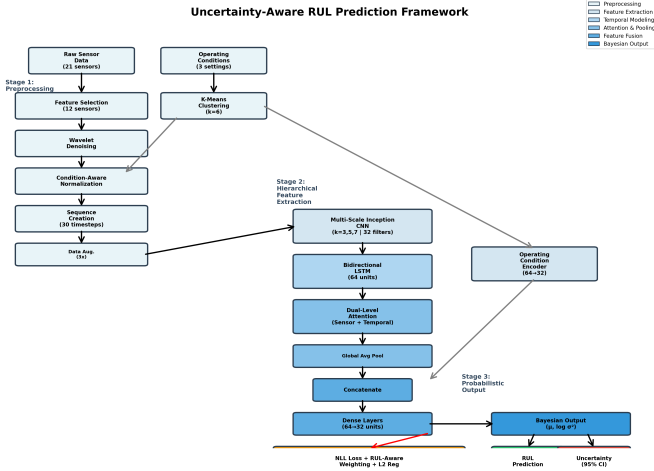 Uncertainty-Aware RUL Prediction Framework
Preprocessing
Feature Extraction
Temporal Modeling
Attention & Pooling
Feature Fusion
Bayesian Output
Raw Sensor
Data
(21 sensors)
Operating
Conditions
(3 settings)
Stage 1:
Preprocessing
Feature Selection
(12 sensors)
K-Means
Clustering
(k=6)
Wavelet
Denoising
Condition-Aware
Normalization
Sequence
Creation
(30 timesteps)
Data Aug.
(3x)
Stage 2:
Hierarchical
Feature
Extraction
Multi-Scale Inception
CNN
(k=3,5,7 | 32 filters)
Bidirectional
LSTM
(64 units)
Operating
Condition
Encoder
(64→32)
Dual-Level
Attention
(Sensor + Temporal)
Global Avg Pool
Concatenate
Stage 3:
Probabilistic
Output
Dense Layers
(64→32 units)
Bayesian Output
(μ, log σ²)
NLL Loss + RUL-Aware
Weighting + L2 Reg
RUL
Prediction
Uncertainty
(95% CI)